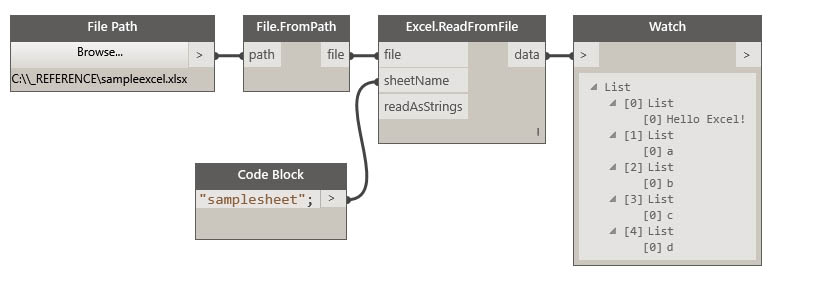 File Path
Browse... >
C:\\_REFERENCE\sampleexcel.xlsx
File.FromPath
path file
Excel.ReadFromFile
file data
sheetName
readAsStrings
l
Code Block
"samplesheet"; >
Watch
> >
List
[0] List
[0] Hello Excel!
[1] List
[0] a
[2] List
[0] b
[3] List
[0] c
[4] List
[0] d